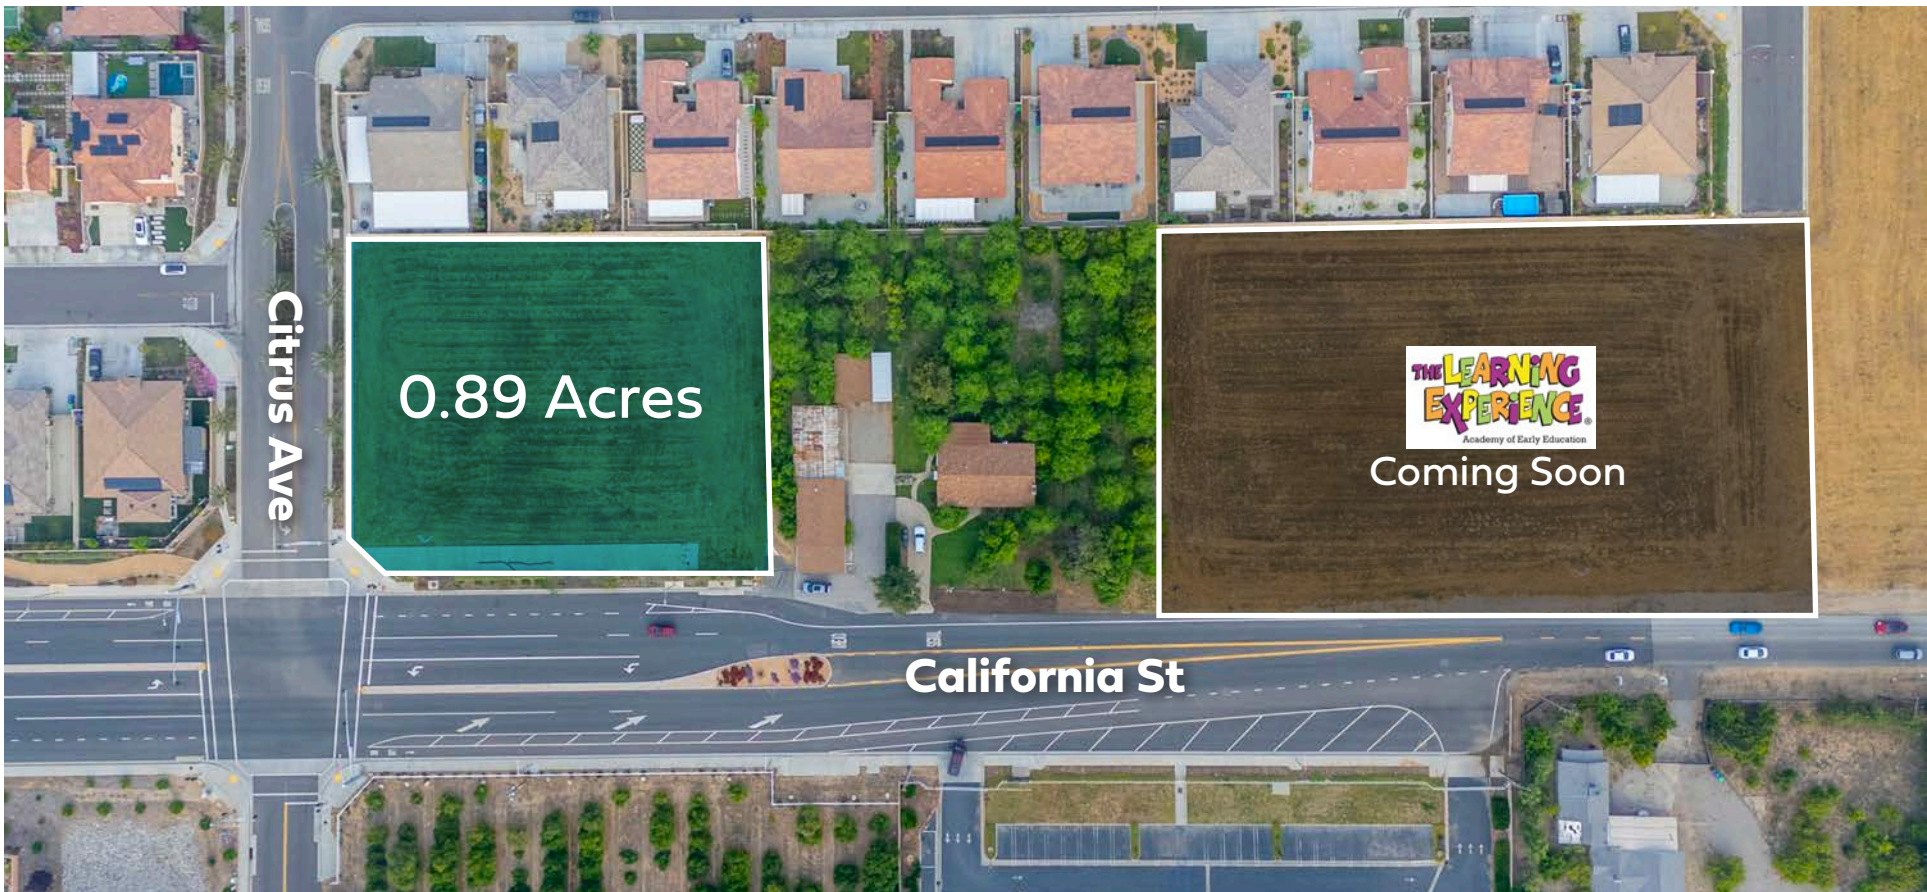 Citrus Ave
0.89 Acres
THE LEARNING
EXPERIENCE®
Academy of Early Education
Coming Soon
California St